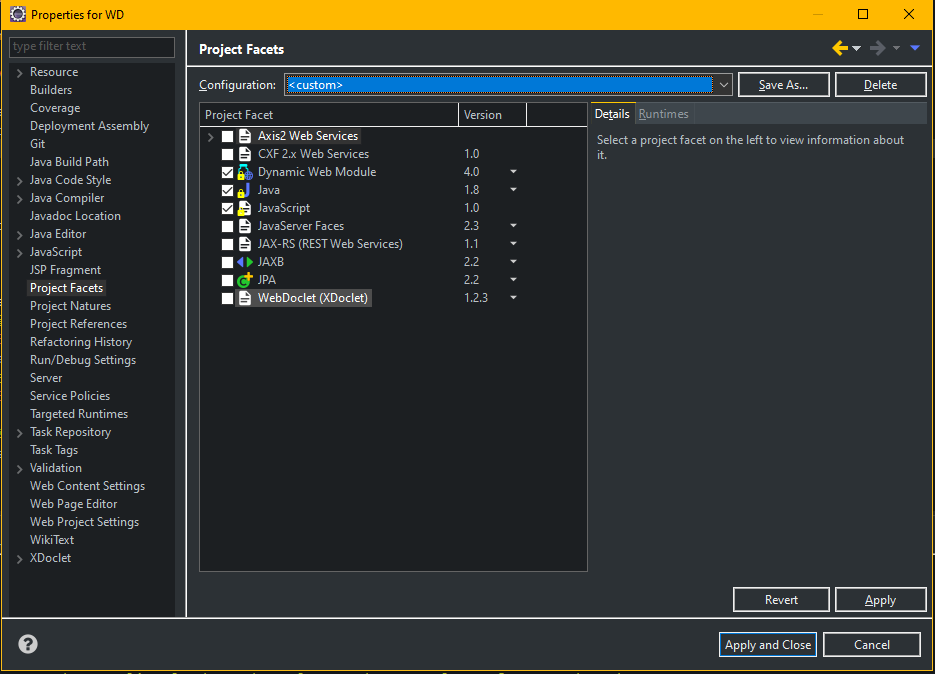 Properties for WD
type filter text
Resource
Builders
Coverage
Deployment Assembly
Git
Java Build Path
Java Code Style
Java Compiler
Javadoc Location
Java Editor
JavaScript
JSP Fragment
Project Facets
Project Natures
Project References
Refactoring History
Run/Debug Settings
Server
Service Policies
Targeted Runtimes
Task Repository
Task Tags
Validation
Web Content Settings
Web Page Editor
Web Project Settings
WikiText
XDoclet
Project Facets
Configuration: <custom> Save As... Delete
Project Facet Version
Axis2 Web Services
CXF 2.x Web Services 1.0
Dynamic Web Module 4.0
Java 1.8
JavaScript 1.0
JavaServer Faces 2.3
JAX-RS (REST Web Services) 1.1
JAXB 2.2
JPA 2.2
WebDoclet (XDoclet) 1.2.3
Details Runtimes
Select a project facet on the left to view information about
it.
Revert Apply
? Apply and Close Cancel